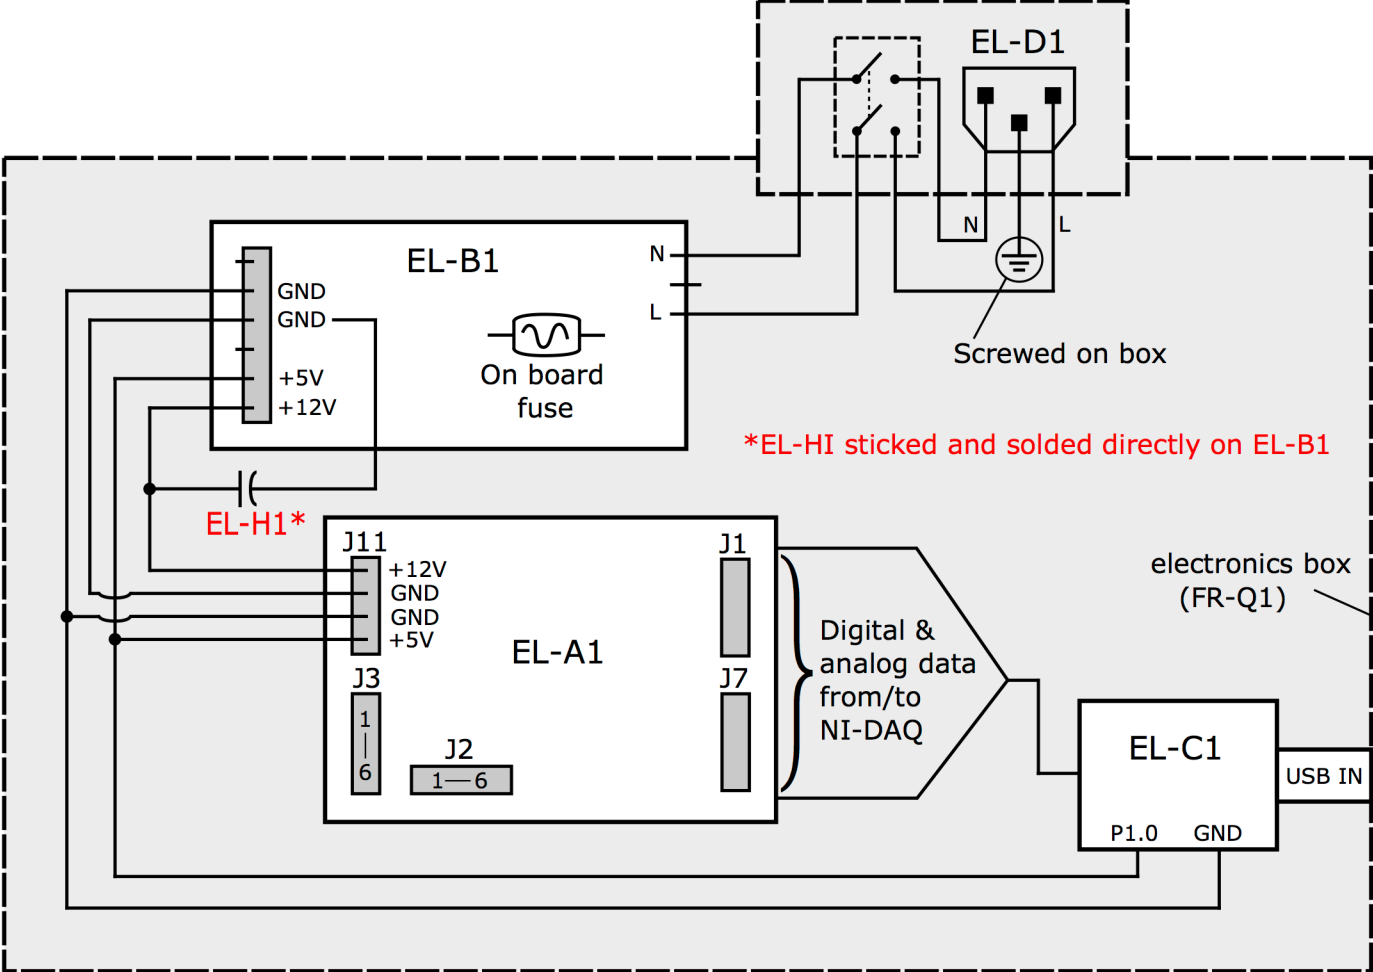 EL-D1
N
L
Screwed on box
EL-B1
N
L
GND
GND
+5V
+12V
On board
fuse
*EL-HI sticked and solded directly on EL-B1
EL-H1*
J11
+12V
GND
GND
+5V
J1
EL-A1
J3
1
6
J2
1
6
J7
Digital &
analog data
from/to
NI-DAQ
electronics box
(FR-Q1)
EL-C1
USB IN
P1.0
GND